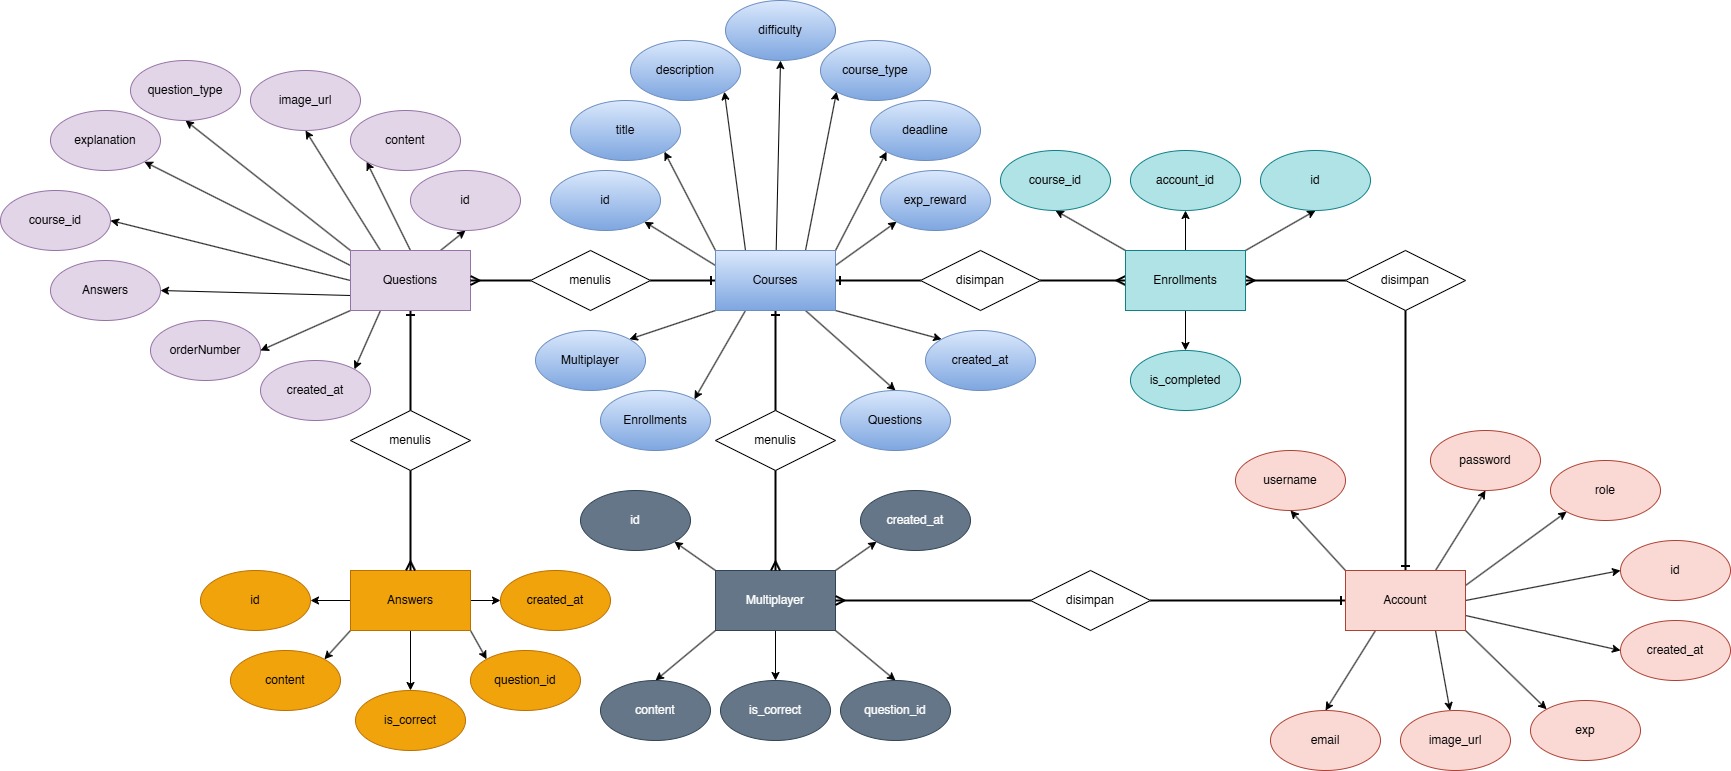 difficulty
description
course_type
question_type
image_url
title
deadline
explanation
content
course_id
account_id
id
id
id
exp_reward
course_id
Questions
menulis
Courses
disimpan
Enrollments
disimpan
Answers
orderNumber
created_at
Multiplayer
created_at
is_completed
Enrollments
Questions
menulis
menulis
password
username
role
id
created_at
id
id
content
Answers
created_at
Multiplayer
disimpan
Account
created_at
question_id
is_correct
content
is_correct
question_id
email
image_url
exp